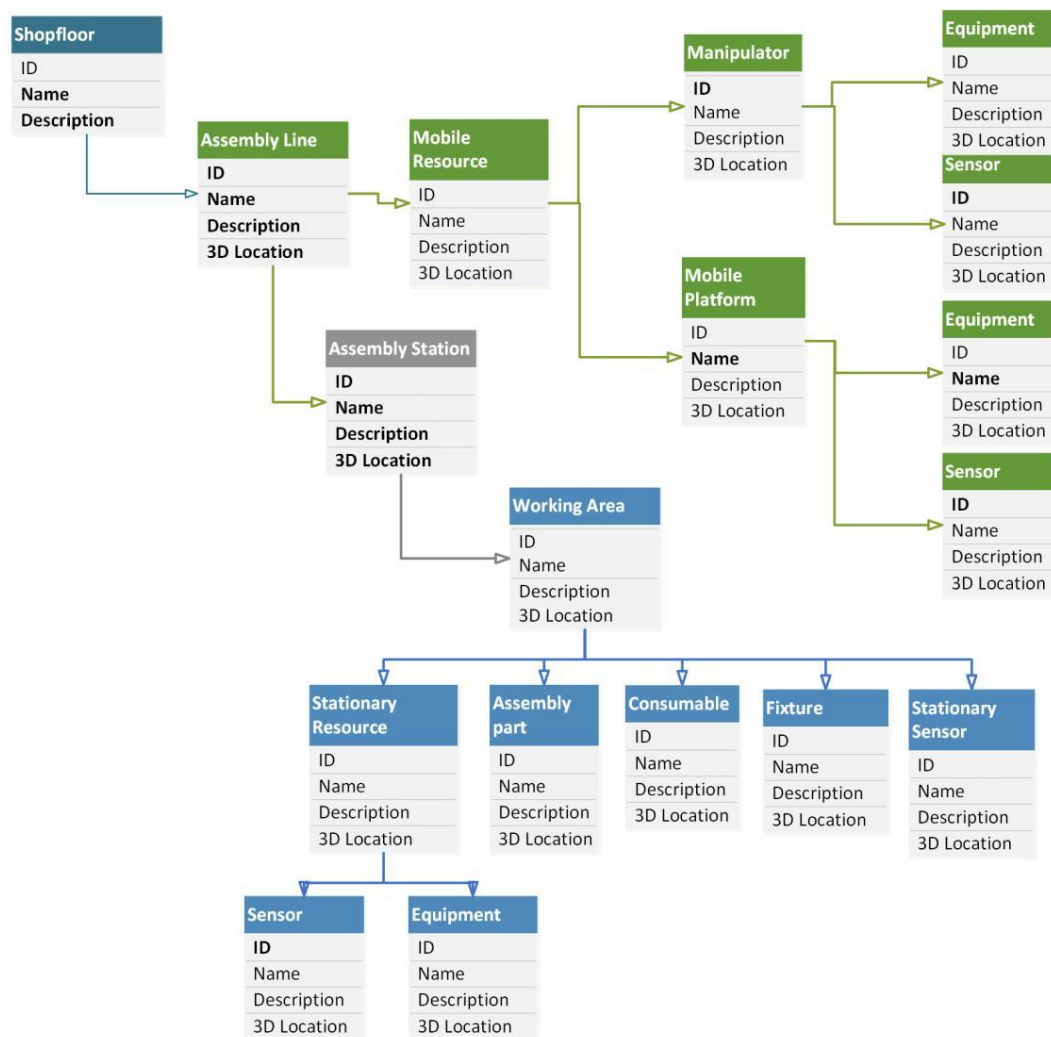 Shopfloor
ID
Name
Description
Assembly Line
ID
Name
Description
3D Location
Mobile
Resource
ID
Name
Description
3D Location
Manipulator
ID
Name
Description
3D Location
Equipment
ID
Name
Description
3D Location
Sensor
ID
Name
Description
3D Location
Mobile
Platform
ID
Name
Description
3D Location
Equipment
ID
Name
Description
3D Location
Sensor
ID
Name
Description
3D Location
Assembly Station
ID
Name
Description
3D Location
Working Area
ID
Name
Description
3D Location
Stationary
Resource
ID
Name
Description
3D Location
Assembly
part
ID
Name
Description
3D Location
Consumable
ID
Name
Description
3D Location
Fixture
ID
Name
Description
3D Location
Stationary
Sensor
ID
Name
Description
3D Location
Sensor
ID
Name
Description
3D Location
Equipment
ID
Name
Description
3D Location